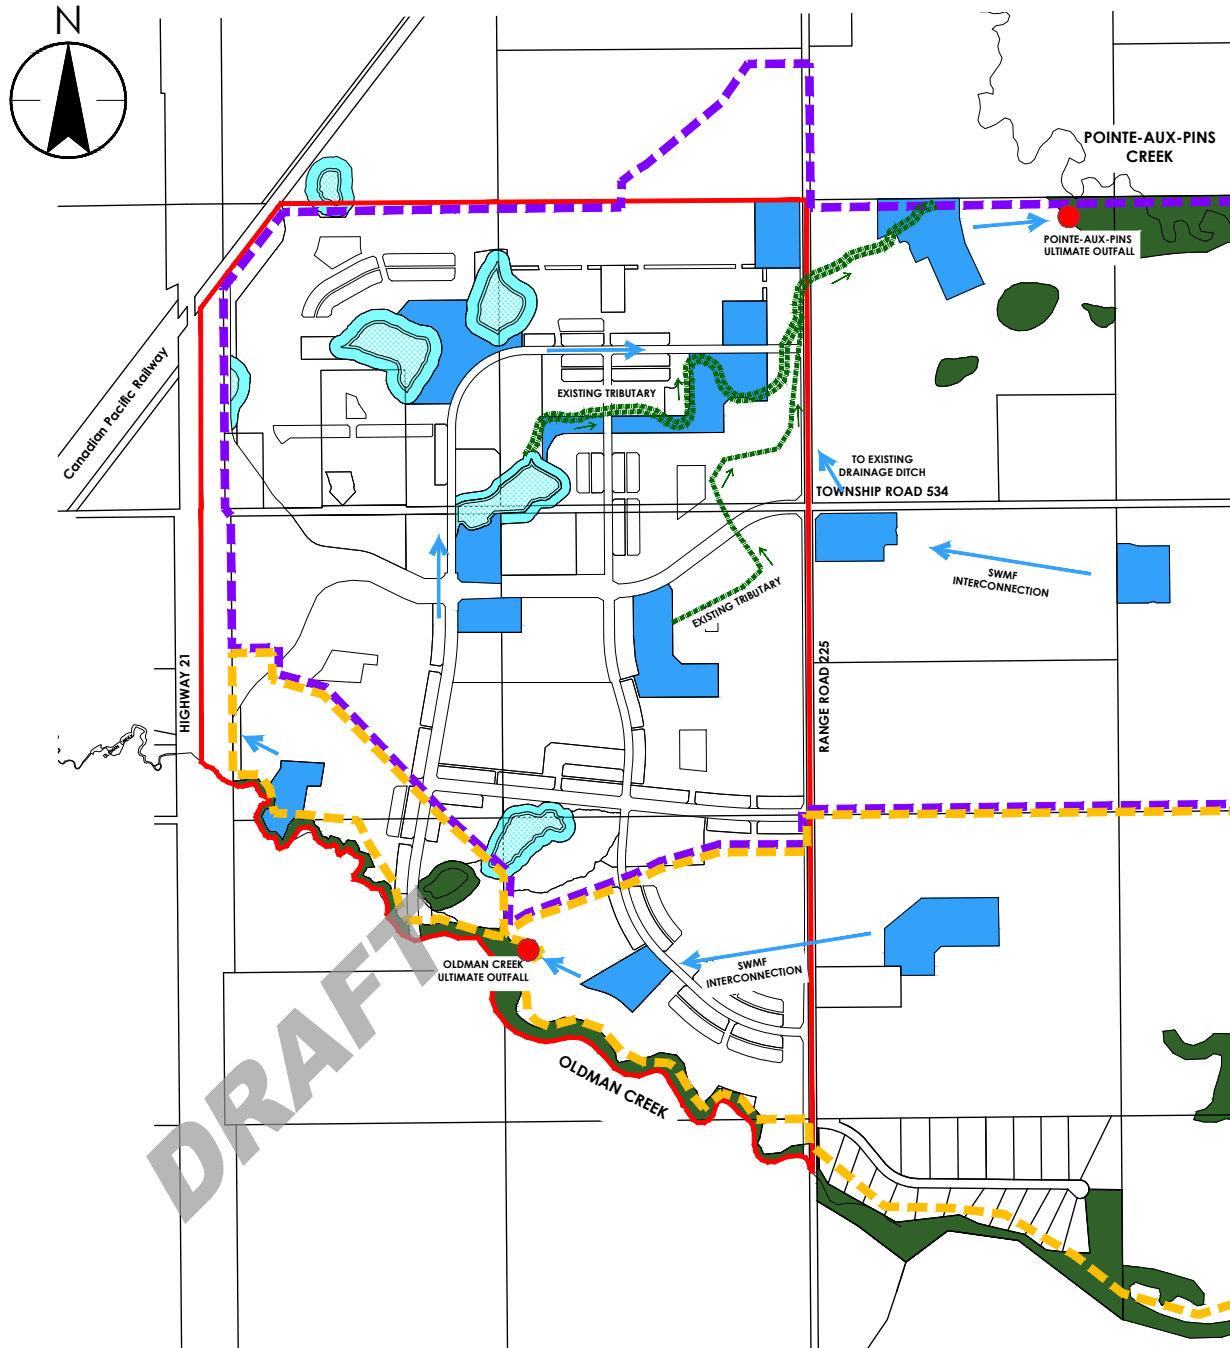 N
POINTE-AUX-PINS
CREEK
POINTE-AUX-PINS
ULTIMATE OUTFALL
Canadian Pacific Railway
EXISTING TRIBUTARY
TO EXISTING
DRAINAGE DITCH
TOWNSHIP ROAD 534
SWMF
INTERCONNECTION
EXISTING TRIBUTARY
HIGHWAY 21
RANGE ROAD 225
OLDMAN CREEK
ULTIMATE OUTFALL
SWMF
INTERCONNECTION
OLDMAN CREEK
DRAFT